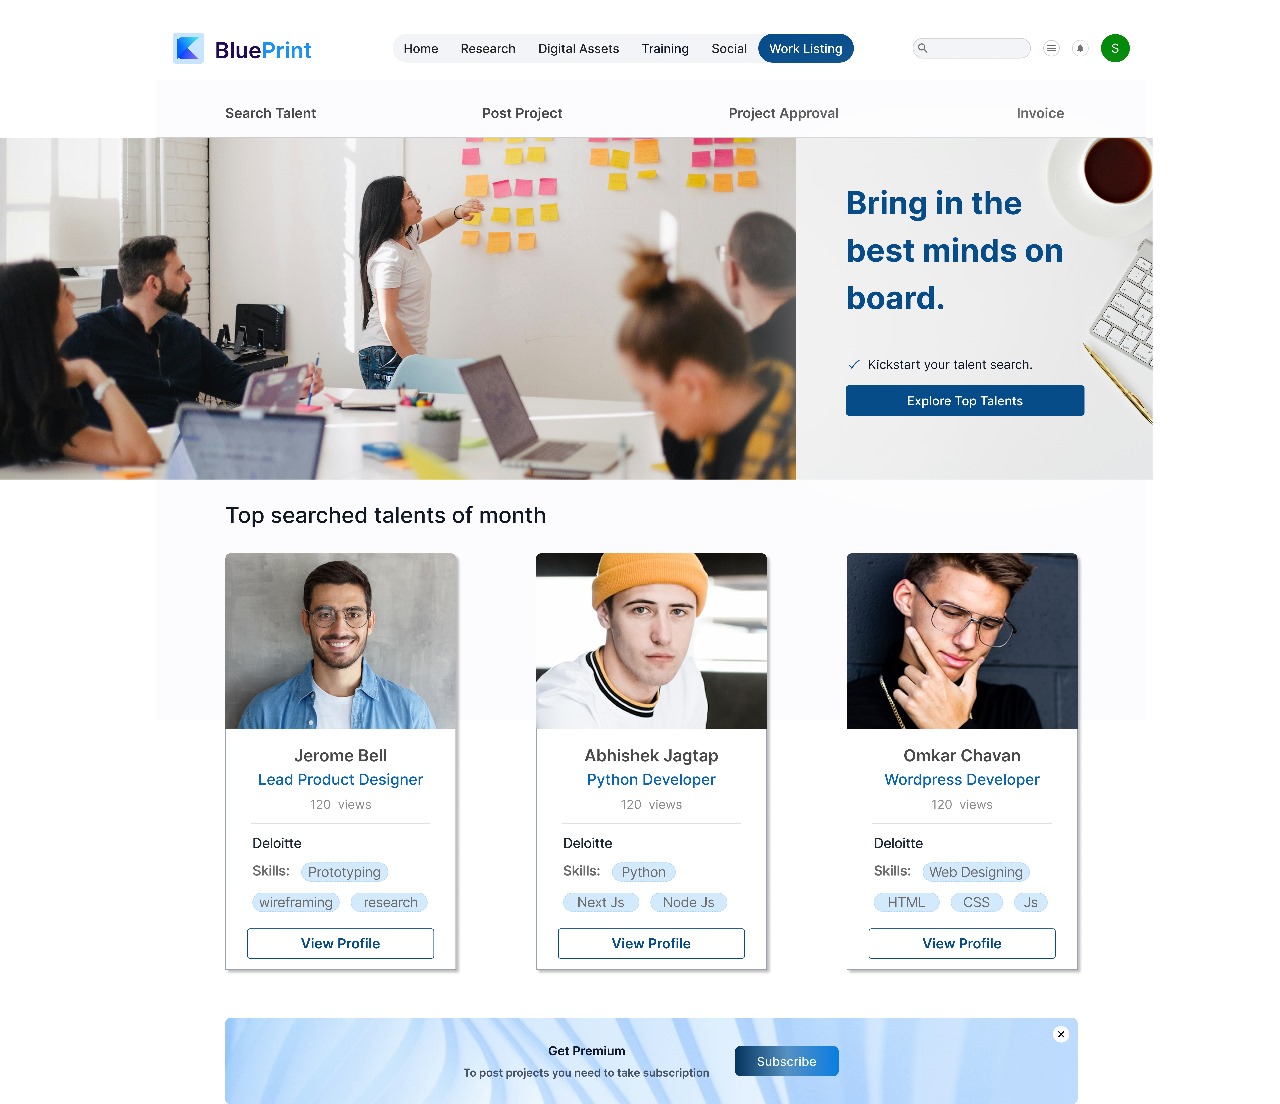 BluePrint
Home Research Digital Assets Training Social Work Listing
S
Search Talent Post Project Project Approval Invoice
Bring in the
best minds on
board.
Kickstart your talent search.
Explore Top Talents
Top searched talents of month
Jerome Bell
Lead Product Designer
120 views
Deloitte
Skills: Prototyping
wireframing research
View Profile
Abhishek Jagtap
Python Developer
120 views
Deloitte
Skills: Python
Next Js Node Js
View Profile
Omkar Chavan
Wordpress Developer
120 views
Deloitte
Skills: Web Designing
HTML CSS Js
View Profile
Get Premium
To post projects you need to take subscription
Subscribe